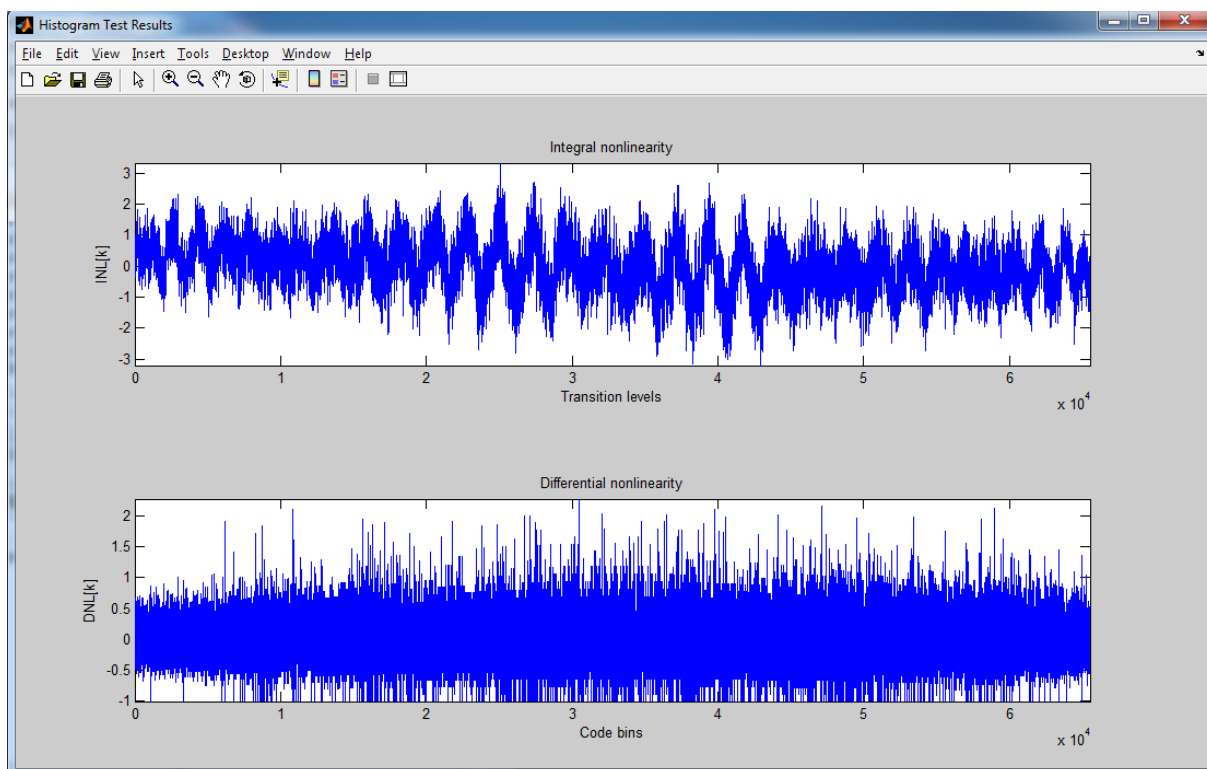 Histogram Test Results
File Edit View Insert Tools Desktop Window Help
Integral nonlinearity
INL[k]
3
2
1
0
-1
-2
-3
0 1 2 3 4 5 6
Transition levels
x 10^4
Differential nonlinearity
DNL[k]
2
1.5
1
0.5
0
-0.5
-1
0 1 2 3 4 5 6
Code bins
x 10^4